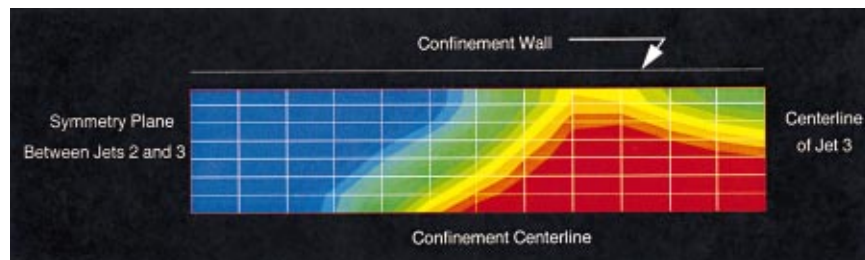 Confinement Wall
Symmetry Plane
Between Jets 2 and 3
Centerline
of Jet 3
Confinement Centerline